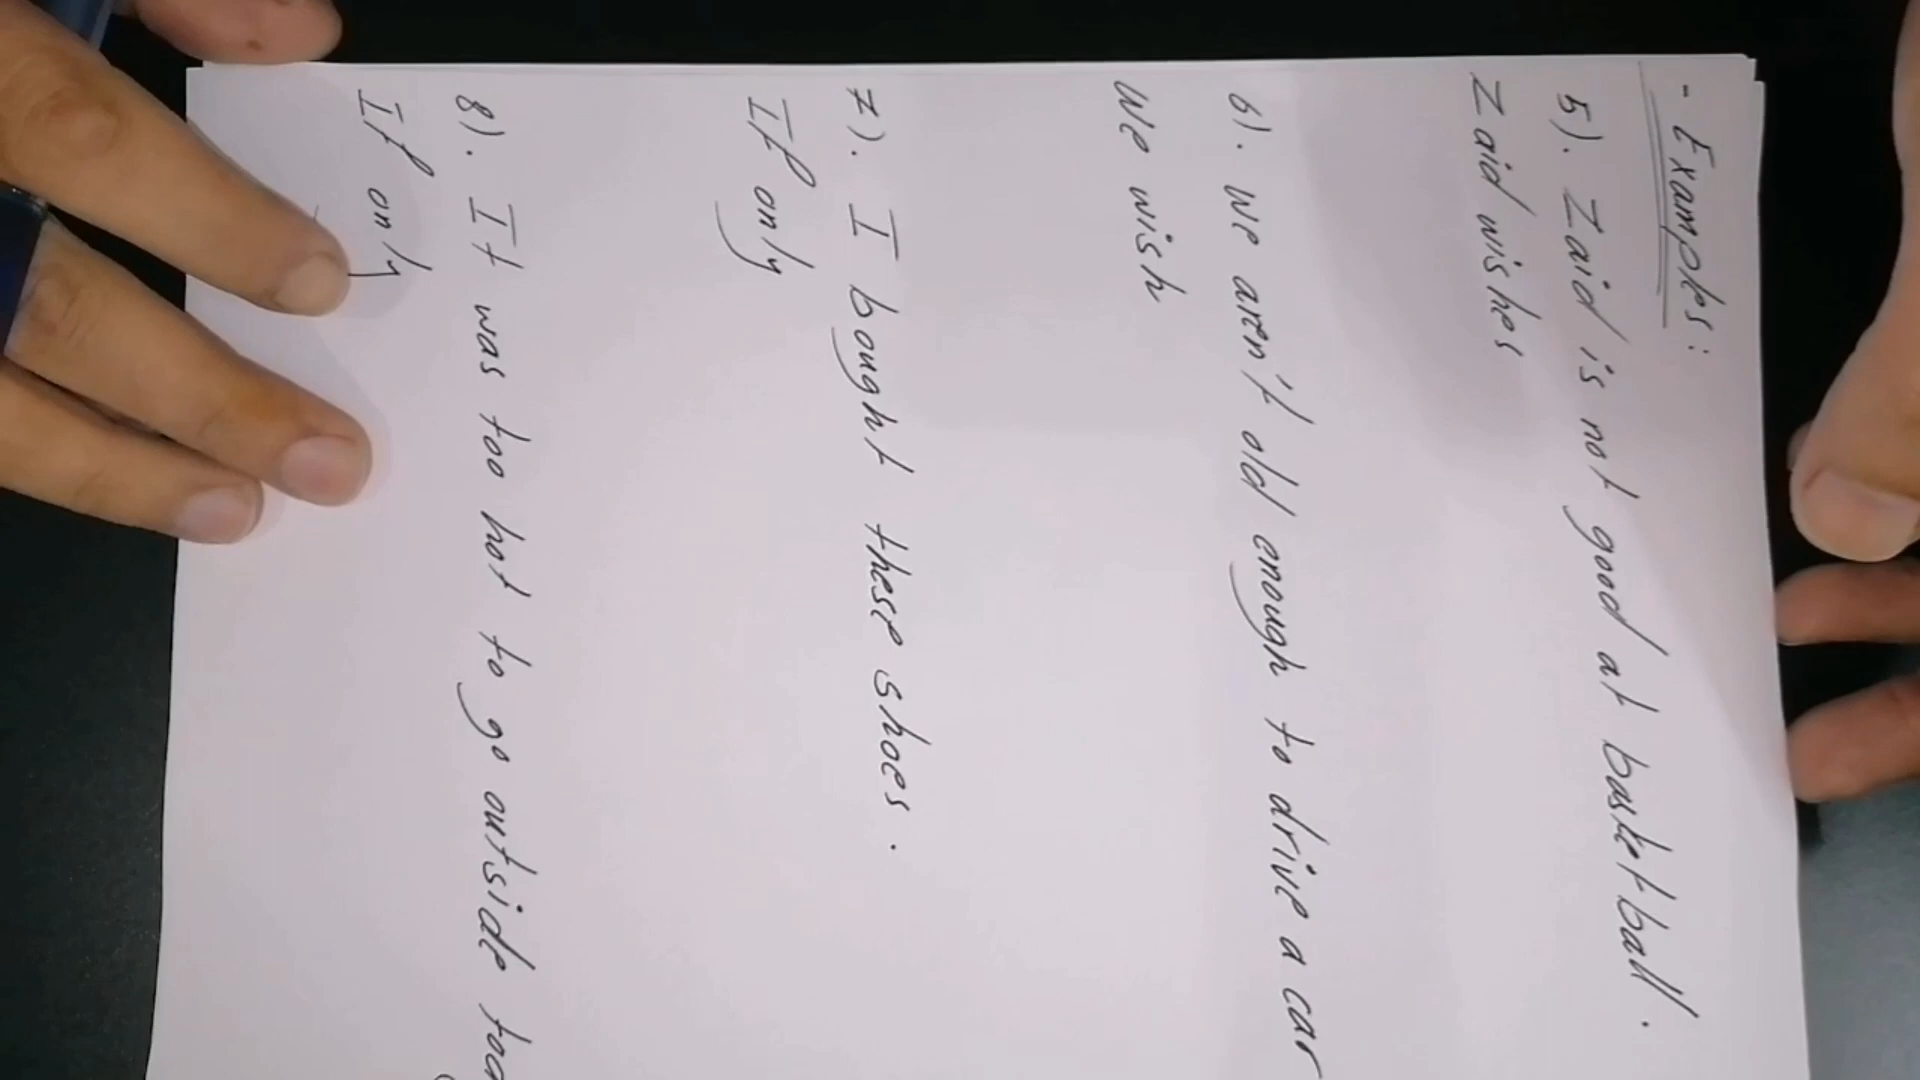 - Examples:
5). Zaid is not good at basketball.
Zaid wishes
6). we aren't old enough to drive a car
We wish
7). I bought these shoes.
If only
8). It was too hot to go outside
If only